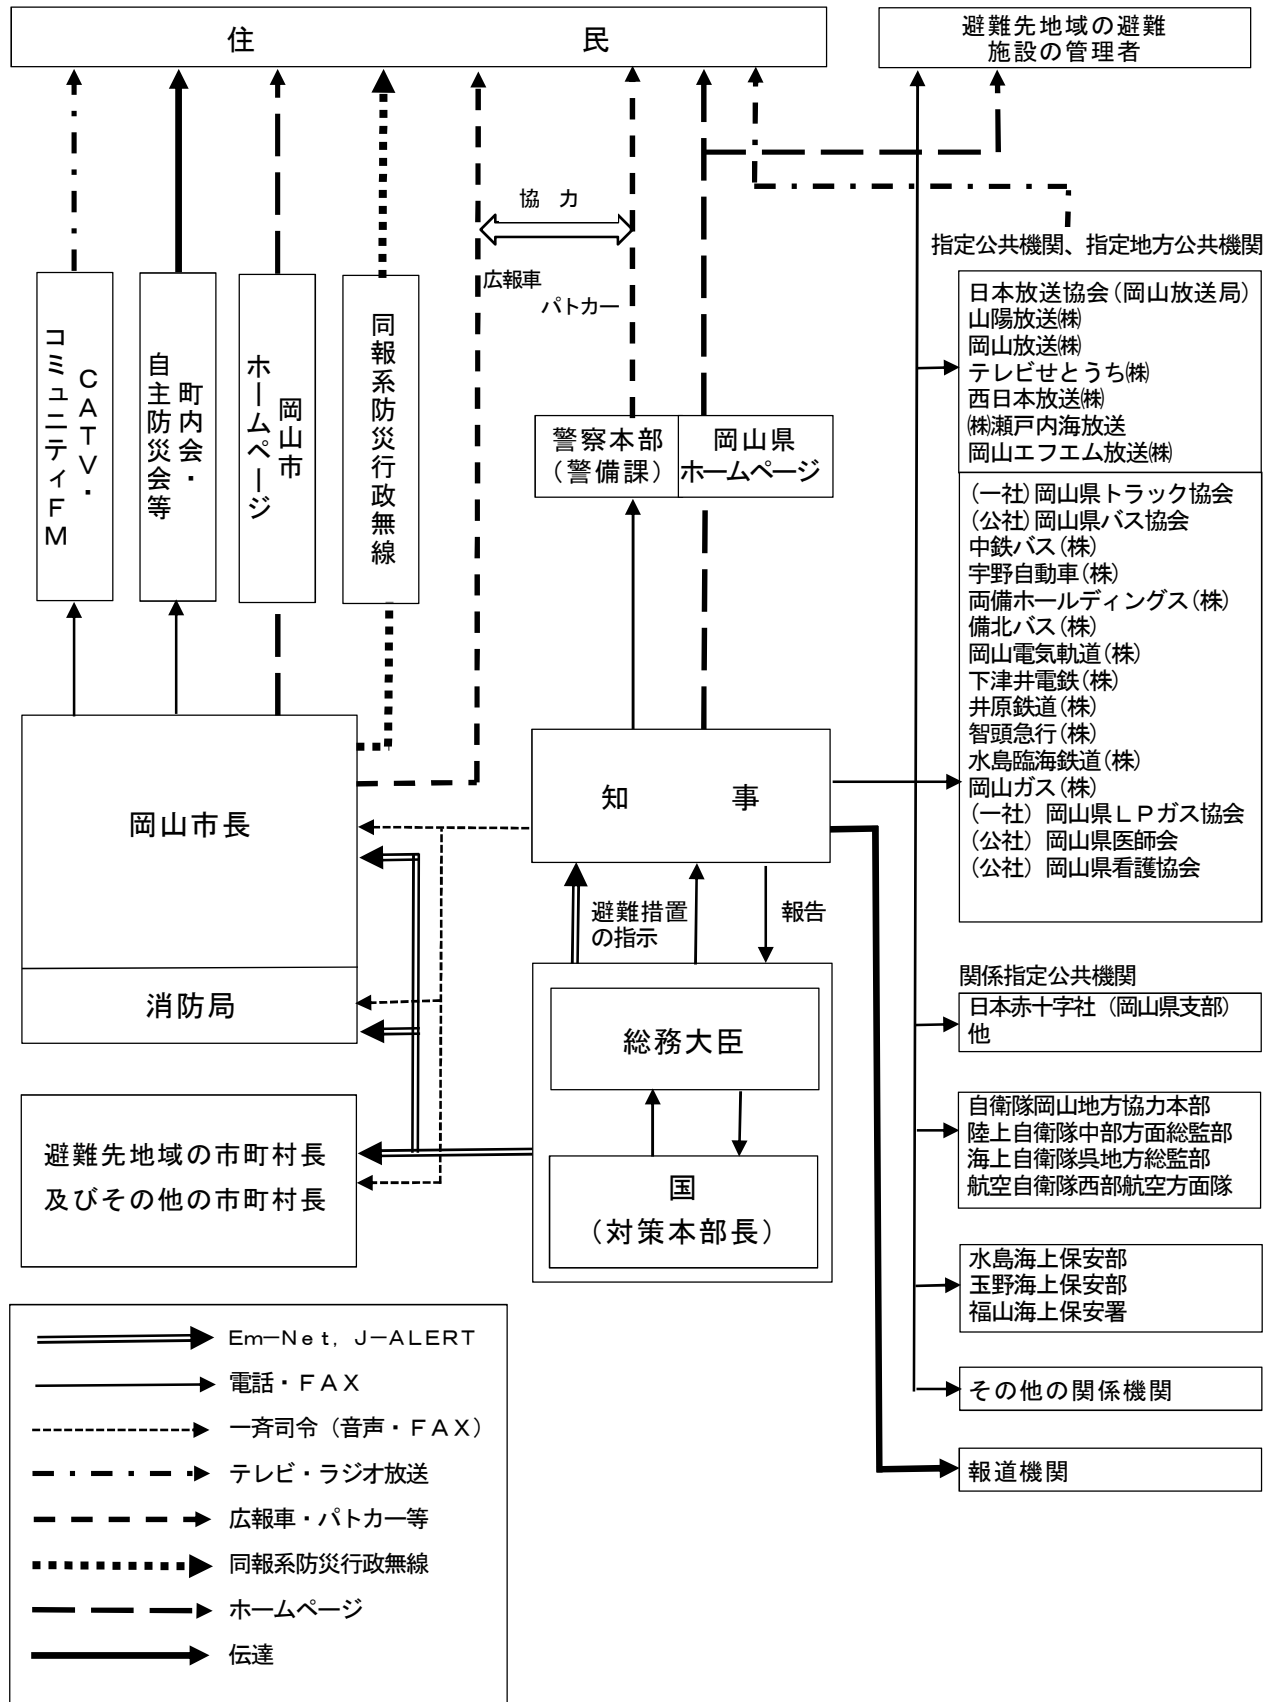 住　民
避難先地域の避難
施設の管理者
協　力
広報車
パトカー
指定公共機関、指定地方公共機関
日本放送協会(岡山放送局)
山陽放送㈱
岡山放送㈱
テレビせとうち㈱
西日本放送㈱
㈱瀬戸内海放送
岡山エフエム放送㈱
(一社)岡山県トラック協会
(公社)岡山県バス協会
中鉄バス(株)
宇野自動車(株)
両備ホールディングス(株)
備北バス(株)
岡山電気軌道(株)
下津井電鉄(株)
井原鉄道(株)
智頭急行(株)
水島臨海鉄道(株)
岡山ガス(株)
(一社)岡山県ＬＰガス協会
(公社)岡山県医師会
(公社)岡山県看護協会
ＣＡＴＶ・
コミュニティＦＭ
町内会・
自主防災会等
岡山市
ホームページ
同報系防災行政無線
警察本部
(警備課)
岡山県
ホームページ
岡山市長
消防局
知　事
避難措置
の指示
報告
総務大臣
国
(対策本部長)
避難先地域の市町村長
及びその他の市町村長
関係指定公共機関
日本赤十字社（岡山県支部）
他
自衛隊岡山地方協力本部
陸上自衛隊中部方面総監部
海上自衛隊呉地方総監部
航空自衛隊西部航空方面隊
水島海上保安部
玉野海上保安部
福山海上保安署
その他の関係機関
報道機関
Ｅｍ－Ｎｅｔ，Ｊ－ＡＬＥＲＴ
電話・ＦＡＸ
一斉司令（音声・ＦＡＸ）
テレビ・ラジオ放送
広報車・パトカー等
同報系防災行政無線
ホームページ
伝達